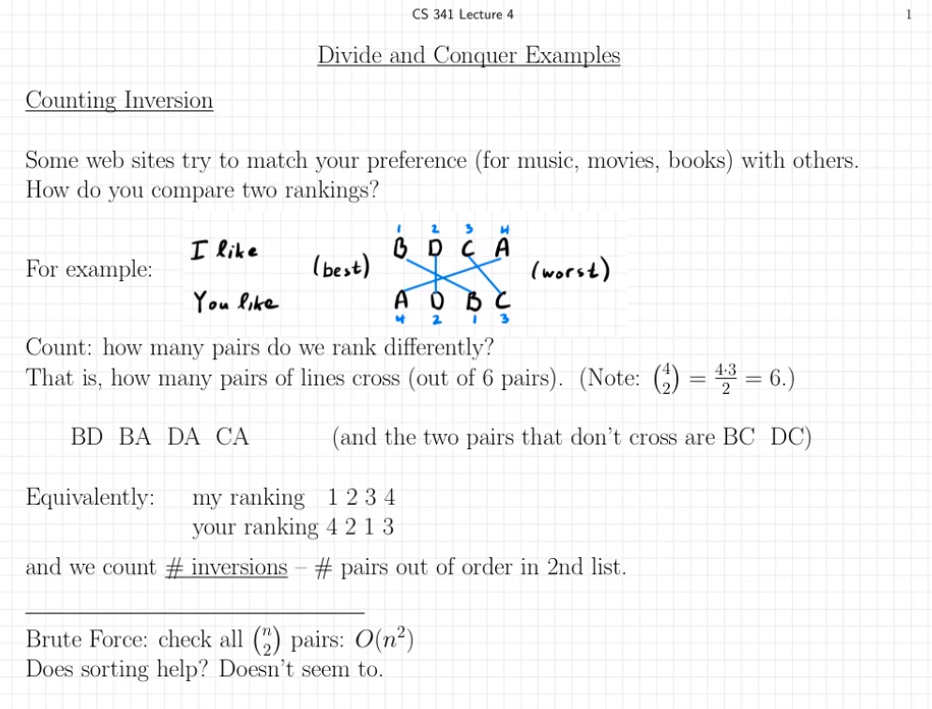 CS 341 Lecture 4 1
Divide and Conquer Examples
Counting Inversion
Some web sites try to match your preference (for music, movies, books) with others.
How do you compare two rankings?
1 2 3 4
I like B D C A
For example: (best) (worst)
You like A D B C
4 2 1 3
Count: how many pairs do we rank differently?
That is, how many pairs of lines cross (out of 6 pairs). (Note: $\binom{4}{2} = \frac{4 \cdot 3}{2} = 6$.)
BD BA DA CA (and the two pairs that don't cross are BC DC)
Equivalently: my ranking 1 2 3 4
your ranking 4 2 1 3
and we count # inversions – # pairs out of order in 2nd list.
Brute Force: check all $\binom{n}{2}$ pairs: $O(n^2)$
Does sorting help? Doesn't seem to.